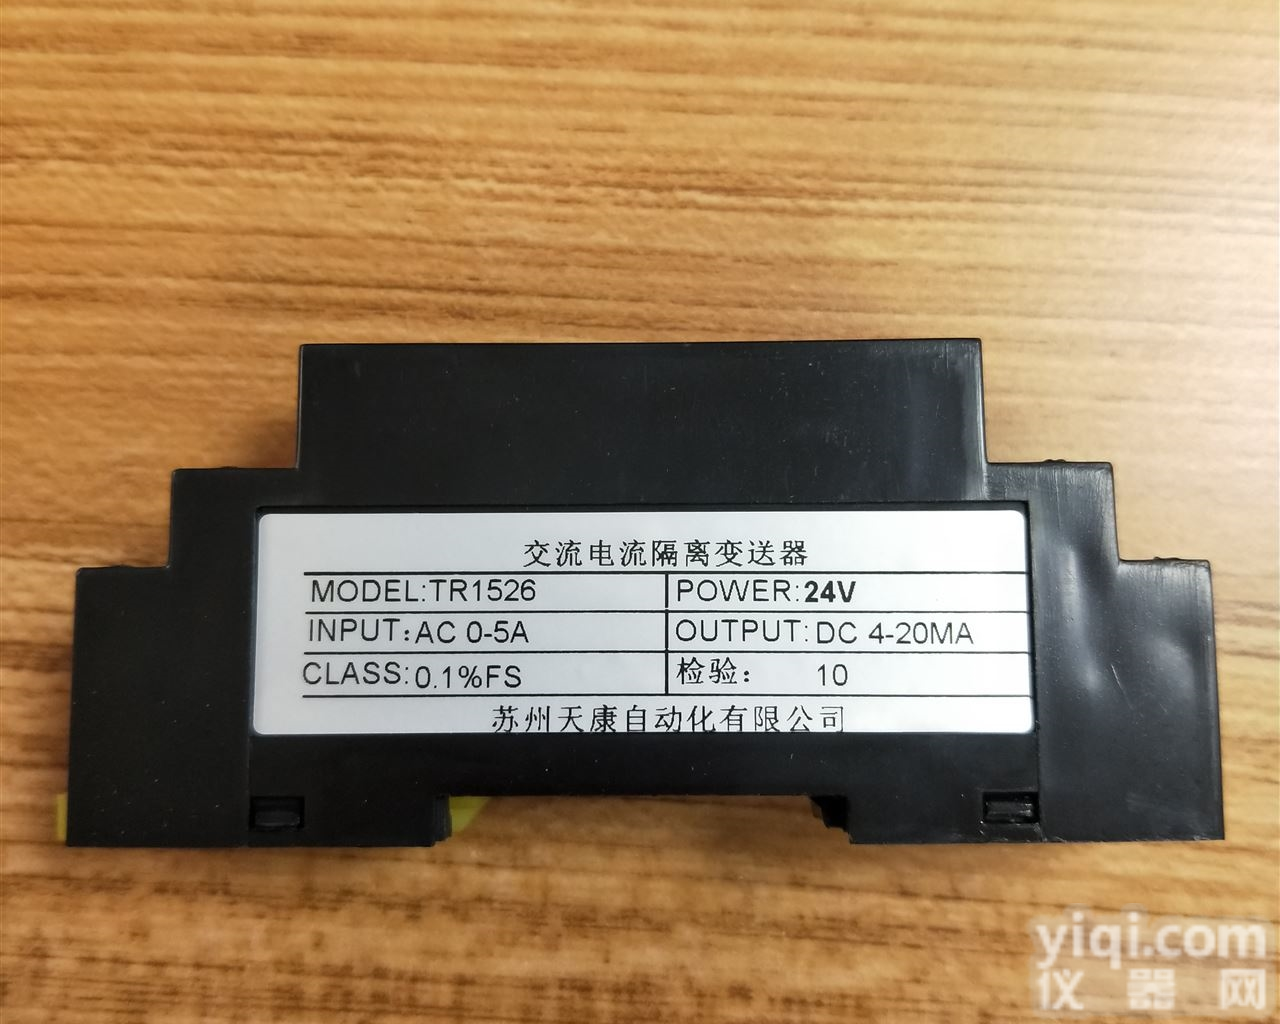 交流电流隔离变送器
MODEL:TR1526 POWER:24V
INPUT:AC 0-5A OUTPUT:DC 4-20MA
CLASS:0.1%FS 检验: 10
苏州天康自动化有限公司
yiqi.com
仪器网